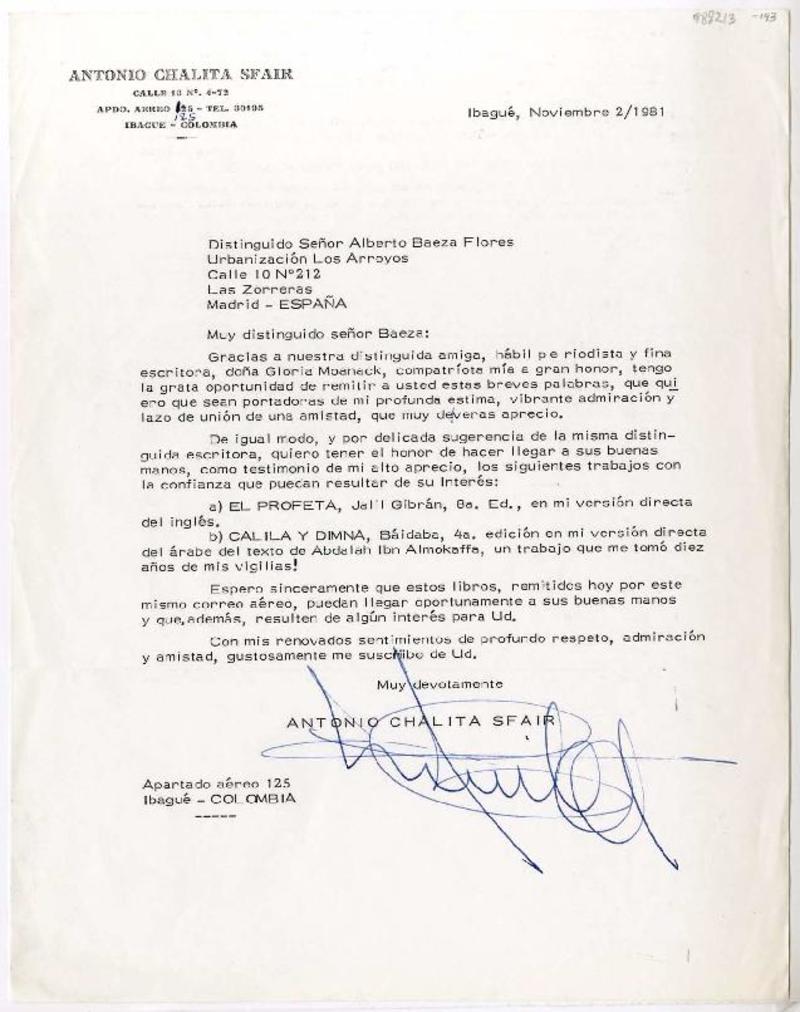 988213 -143
ANTONIO CHALITA SFAIR
CALLE 13 Nº. 4-72
APDO. AEREO 125 - TEL. 30195
125
IBAGUE - COLOMBIA
Ibagué, Noviembre 2/1981
Distinguido Señor Alberto Baeza Flores
Urbanización Los Arroyos
Calle 10 Nº212
Las Zorreras
Madrid - ESPAÑA
Muy distinguido señor Baeza:
Gracias a nuestra distinguida amiga, hábil pe riodista y fina
escritora, doña Gloria Moanack, compatriota mía a gran honor, tengo
la grata oportunidad de remitir a usted estas breves palabras, que qui
ero que sean portadoras de mi profunda estima, vibrante admiración y
lazo de unión de una amistad, que muy deveras aprecio.
De igual modo, y por delicada sugerencia de la misma distin-
guida escritora, quiero tener el honor de hacer llegar a sus buenas
manos, como testimonio de mi alto aprecio, los siguientes trabajos con
la confianza que puedan resultar de su Interés:
a) EL PROFETA, Jal'l Gibrán, 8a. Ed., en mi versión directa
del inglés.
b) CALILA Y DIMNA, Báidaba, 4a. edición en mi versión directa
del árabe del texto de Abdalah Ibn Almokaffa, un trabajo que me tomó diez
años de mis vigilias!
Espero sinceramente que estos libros, remitidos hoy por este
mismo correo aéreo, puedan llegar oportunamente a sus buenas manos
y que,además, resulten de algún interés para Ud.
Con mis renovados sentimientos de profundo respeto, admiración
y amistad, gustosamente me suscribo de Ud.
Muy devotamente
ANTONIO CHALITA SFAIR
Apartado aéreo 125
Ibagué - COLOMBIA
-----